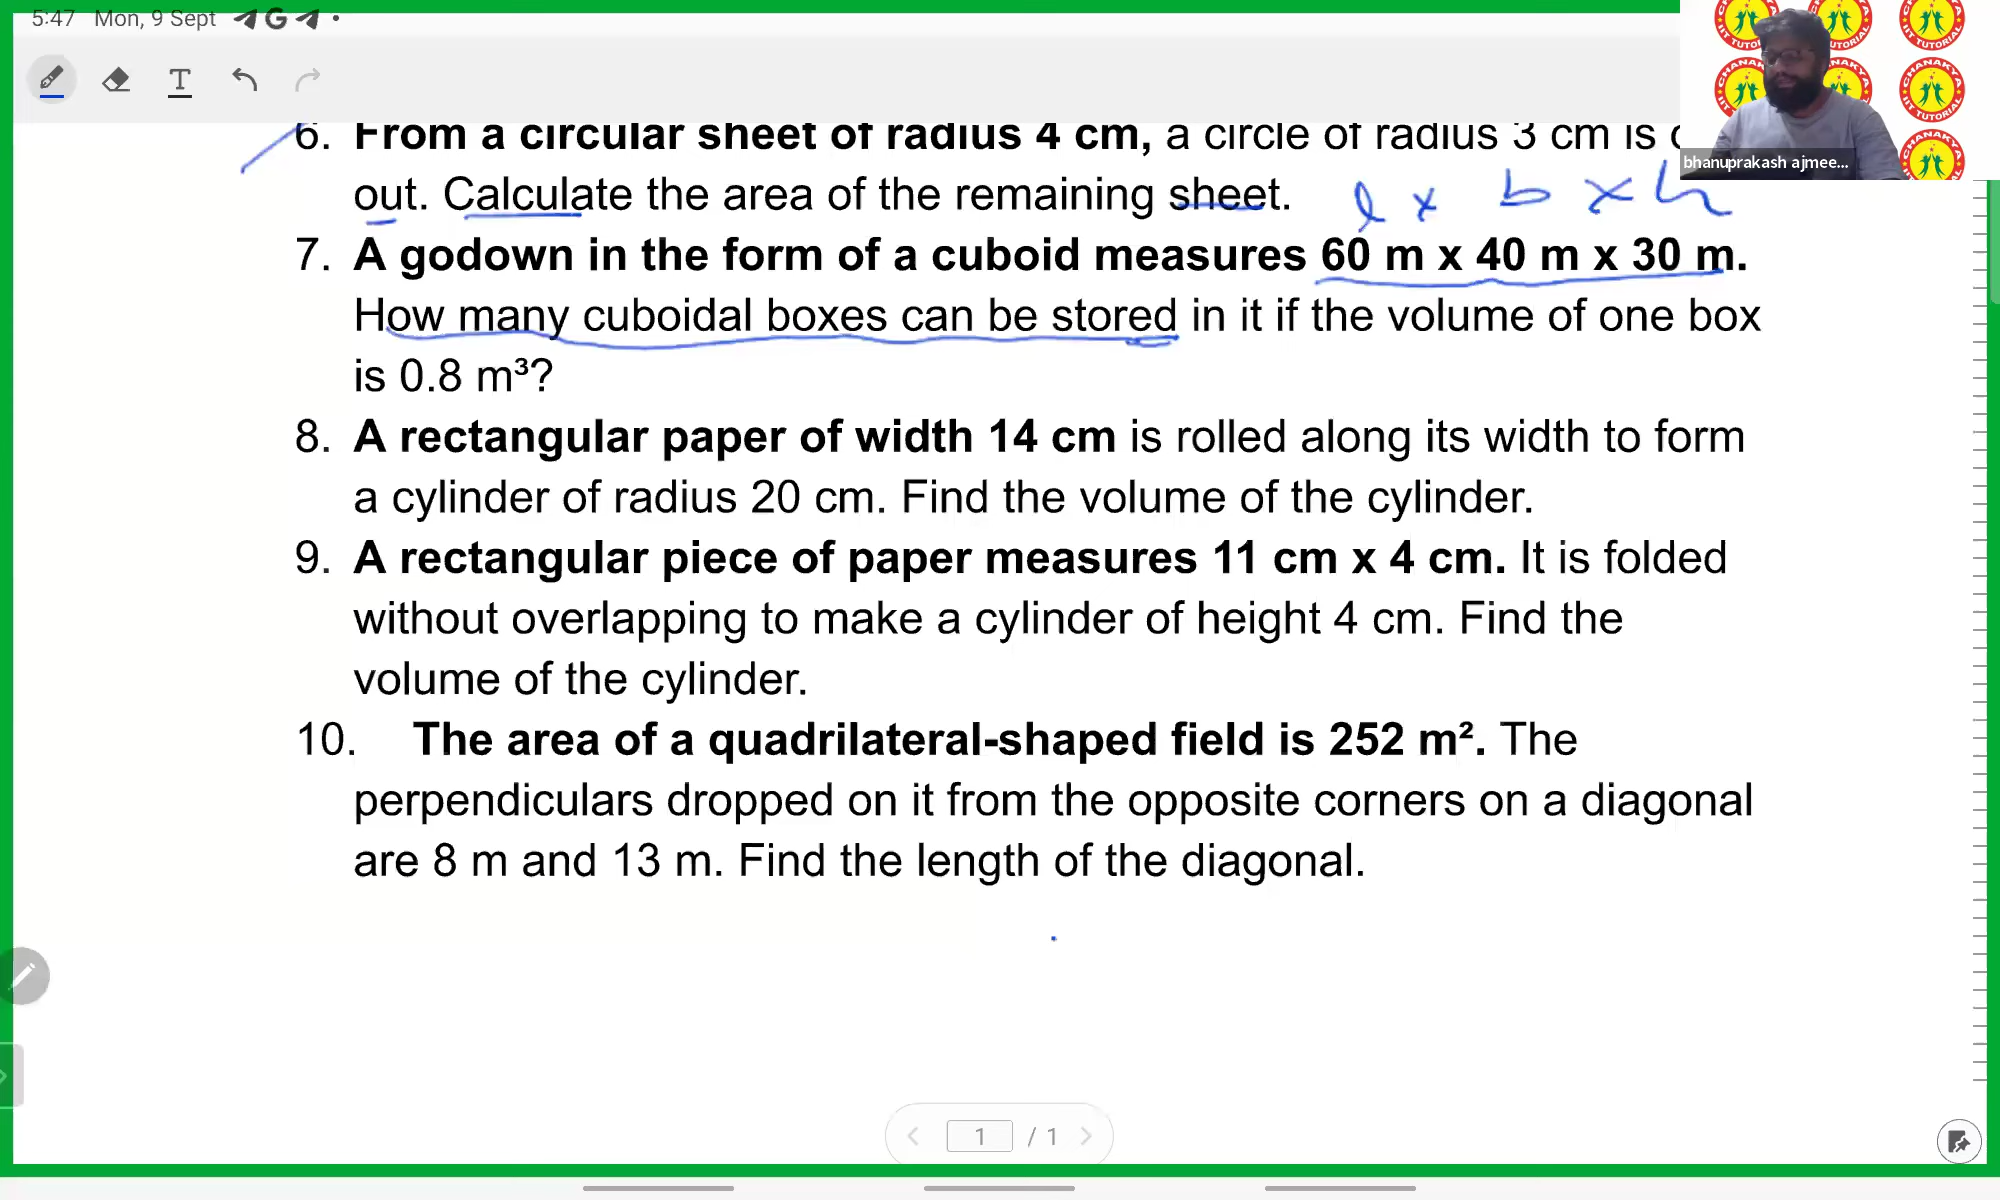 5:47 Mon, 9 Sept
T
CHANAKYA
IIT TUTORIAL
bhanuprakash ajmee...
6. From a circular sheet of radius 4 cm, a circle of radius 3 cm is
out. Calculate the area of the remaining sheet.
l x b x h
7. A godown in the form of a cuboid measures 60 m x 40 m x 30 m.
How many cuboidal boxes can be stored in it if the volume of one box
is 0.8 m³?
8. A rectangular paper of width 14 cm is rolled along its width to form
a cylinder of radius 20 cm. Find the volume of the cylinder.
9. A rectangular piece of paper measures 11 cm x 4 cm. It is folded
without overlapping to make a cylinder of height 4 cm. Find the
volume of the cylinder.
10. The area of a quadrilateral-shaped field is 252 m². The
perpendiculars dropped on it from the opposite corners on a diagonal
are 8 m and 13 m. Find the length of the diagonal.
1 / 1